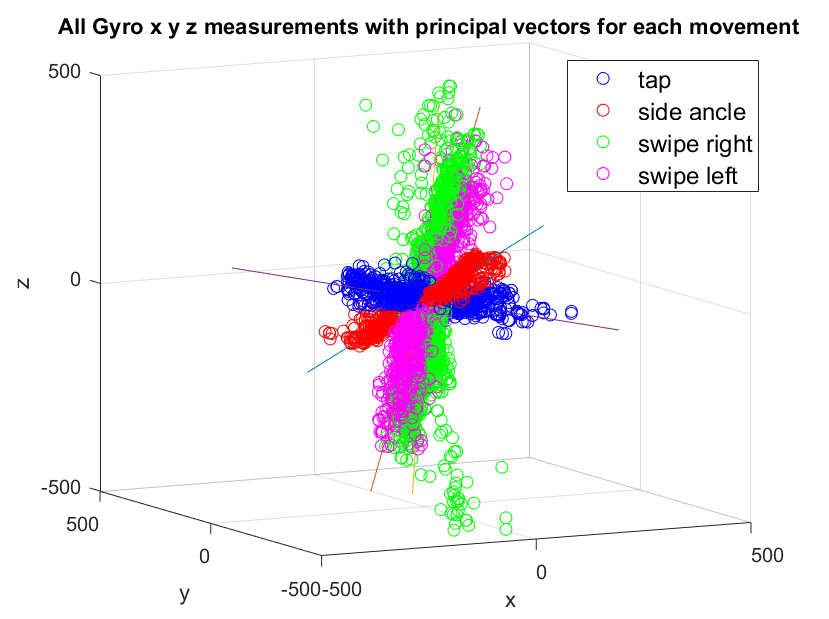 All Gyro x y z measurements with principal vectors for each movement
tap
side angle
swipe right
swipe left
500
0
-500
z
500
0
-500
y
-500
0
500
x